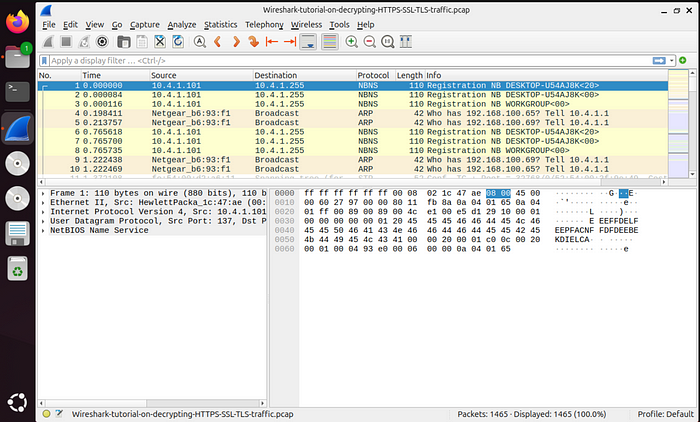 Wireshark-tutorial-on-decrypting-HTTPS-SSL-TLS-traffic.pcap
File Edit View Go Capture Analyze Statistics Telephony Wireless Tools Help
Apply a display filter ... <Ctrl-/>
No. Time Source Destination Protocol Length Info
1 0.000000 10.4.1.101 10.4.1.255 NBNS 110 Registration NB DESKTOP-U54AJ8K<20>
2 0.000084 10.4.1.101 10.4.1.255 NBNS 110 Registration NB DESKTOP-U54AJ8K<00>
3 0.000116 10.4.1.101 10.4.1.255 NBNS 110 Registration NB WORKGROUP<00>
4 0.198411 Netgear_b6:93:f1 Broadcast ARP 42 Who has 192.168.100.65? Tell 10.4.1.1
5 0.213757 Netgear_b6:93:f1 Broadcast ARP 42 Who has 192.168.100.69? Tell 10.4.1.1
6 0.765618 10.4.1.101 10.4.1.255 NBNS 110 Registration NB DESKTOP-U54AJ8K<20>
7 0.765700 10.4.1.101 10.4.1.255 NBNS 110 Registration NB DESKTOP-U54AJ8K<00>
8 0.765735 10.4.1.101 10.4.1.255 NBNS 110 Registration NB WORKGROUP<00>
9 1.222438 Netgear_b6:93:f1 Broadcast ARP 42 Who has 192.168.100.65? Tell 10.4.1.1
10 1.222469 Netgear_b6:93:f1 Broadcast ARP 42 Who has 192.168.100.69? Tell 10.4.1.1
Frame 1: 110 bytes on wire (880 bits), 110 b
Ethernet II, Src: HewlettPacka_1c:47:ae (00:
Internet Protocol Version 4, Src: 10.4.1.101
User Datagram Protocol, Src Port: 137, Dst P
NetBIOS Name Service
0000 ff ff ff ff ff ff 00 08 02 1c 47 ae 08 00 45 00 ········ ··G···E·
0010 00 60 27 97 00 00 80 11 fb 8a 0a 04 01 65 0a 04 ·`'····· ·····e··
0020 01 ff 00 89 00 89 00 4c e1 00 e5 d1 29 10 00 01 ·······L ····)···
0030 00 00 00 00 00 01 20 45 45 45 46 46 44 45 4c 46 ······ E EEFFDELF
0040 45 45 50 46 41 43 4e 46 46 44 46 44 45 45 42 45 EEPFACNF FDFDEEBE
0050 4b 44 49 45 4c 43 41 00 00 20 00 01 c0 0c 00 20 KDIELCA· · ·····
0060 00 01 00 04 93 e0 00 06 00 00 0a 04 01 65 ········ ·····e
Wireshark-tutorial-on-decrypting-HTTPS-SSL-TLS-traffic.pcap
Packets: 1465 · Displayed: 1465 (100.0%)
Profile: Default